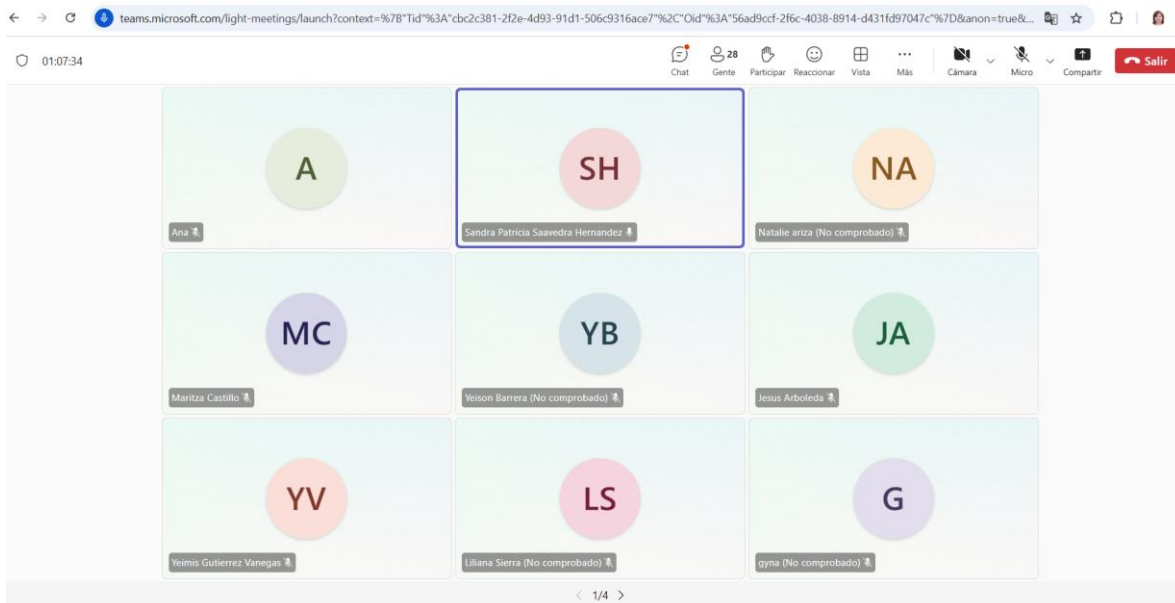 teams.microsoft.com/light-meetings/launch?context=%7B"Tid"%3A"cbc2c381-2f2e-4d93-91d1-506c9316ace7"%2C"Oid"%3A"56ad9ccf-2f6c-4038-8914-d431fd97047c"%7D&anon=true&...
01:07:34
28
Chat Gente Participar Reaccionar Vista Más Cámara Micro Compartir Salir
A SH NA
Ana Sandra Patricia Saavedra Hernandez Natalie ariza (No comprobado)
MC YB JA
Maritza Castillo Yeison Barrera (No comprobado) Jesus Arboleda
YV LS G
Yeimis Gutierrez Vanegas Liliana Sierra (No comprobado) gyna (No comprobado)
1/4